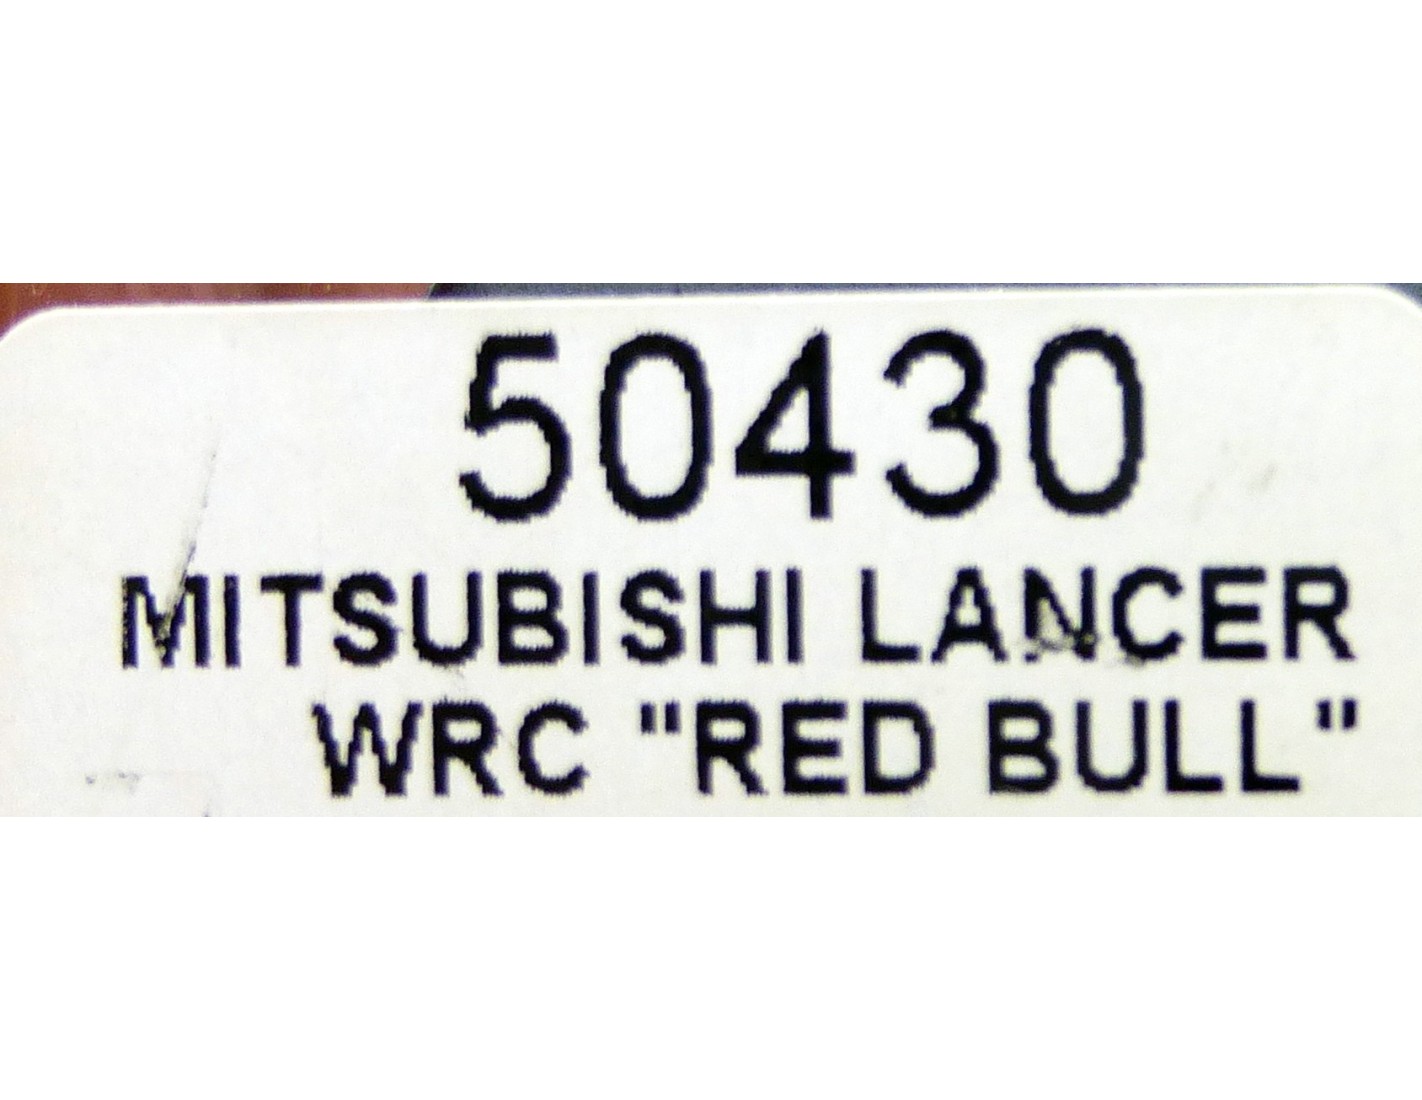 50430
MITSUBISHI LANCER
WRC "RED BULL"